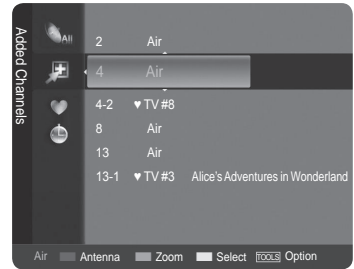 Added Channels
All
2 Air
4 Air
4-2 ♥ TV #8
8 Air
13 Air
13-1 ♥ TV #3 Alice's Adventures in Wonderland
Air Antenna Zoom Select TOOLS Option